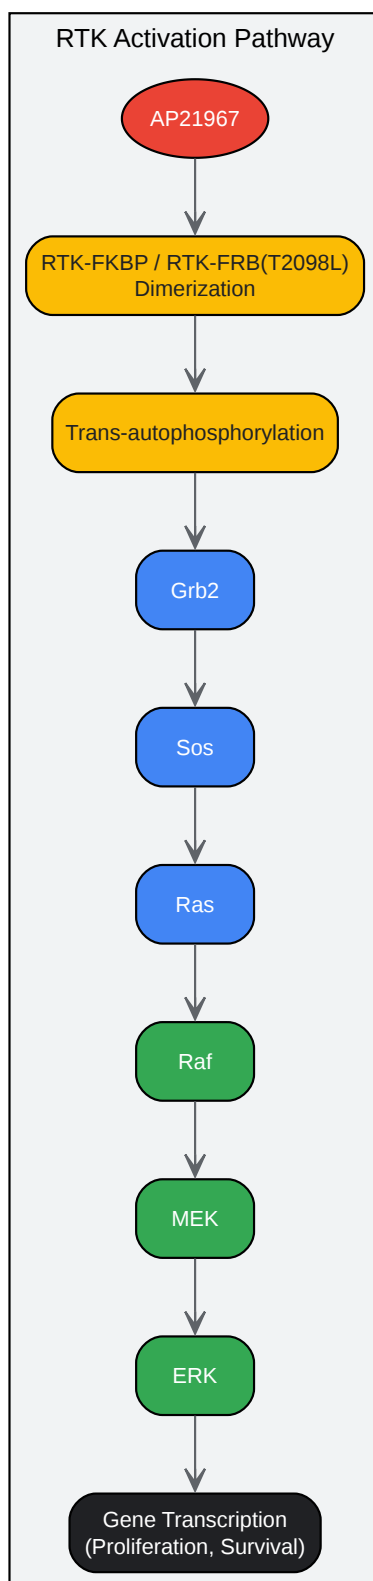 RTK Activation Pathway
AP21967
RTK-FKBP / RTK-FRB(T2098L)
Dimerization
Trans-autophosphorylation
Grb2
Sos
Ras
Raf
MEK
ERK
Gene Transcription
(Proliferation, Survival)